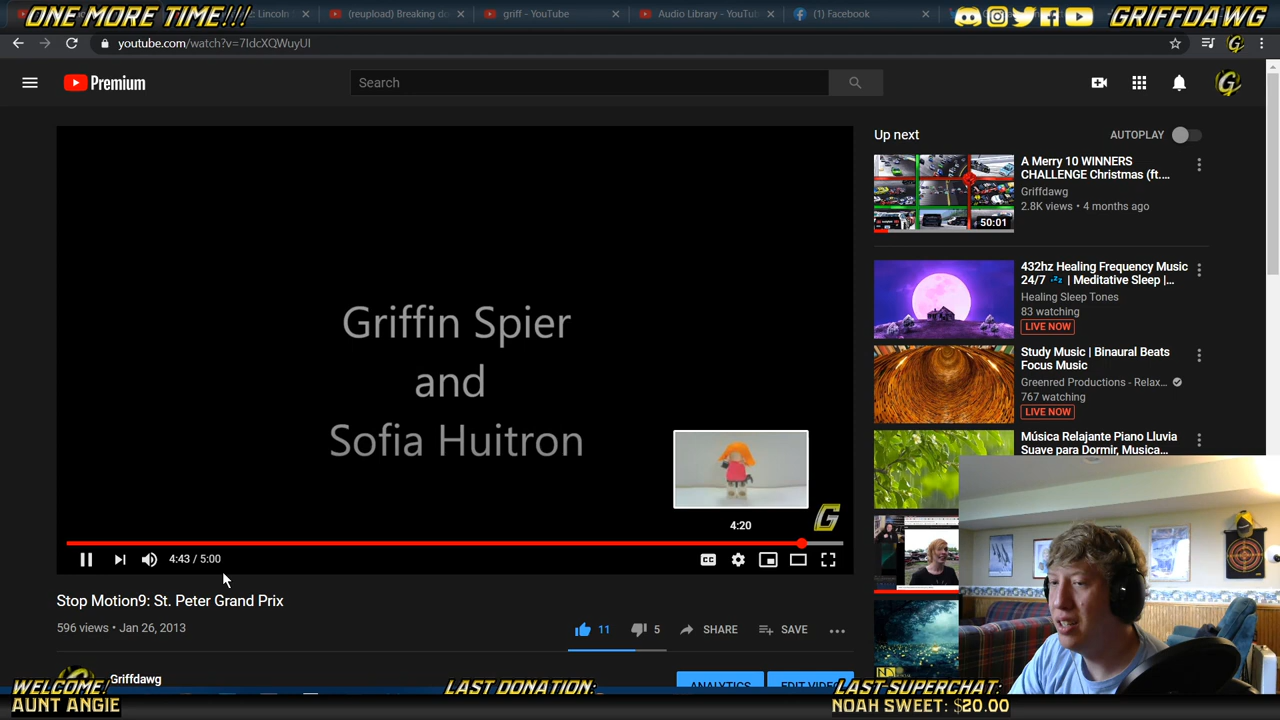 ONE MORE TIME!!!
Lincoln
(reupload) Breaking do
griff - YouTube
Audio Library - YouTu
(1) Facebook
GRIFFDAWG
youtube.com/watch?v=7IdcXQWuyUI
Premium
Search
Griffin Spier
and
Sofia Huitron
4:20
4:43 / 5:00
Stop Motion9: St. Peter Grand Prix
596 views • Jan 26, 2013
11
5
SHARE
SAVE
Griffdawg
ANALYTICS
EDIT VIDEO
Up next
AUTOPLAY
A Merry 10 WINNERS
CHALLENGE Christmas (ft....
Griffdawg
2.8K views • 4 months ago
50:01
432hz Healing Frequency Music
24/7 💤 | Meditative Sleep |...
Healing Sleep Tones
83 watching
LIVE NOW
Study Music | Binaural Beats
Focus Music
Greenred Productions - Relax...
767 watching
LIVE NOW
Música Relajante Piano Lluvia
Suave para Dormir, Musica...
WELCOME!
AUNT ANGIE
LAST DONATION:
LAST SUPERCHAT:
NOAH SWEET: $20.00